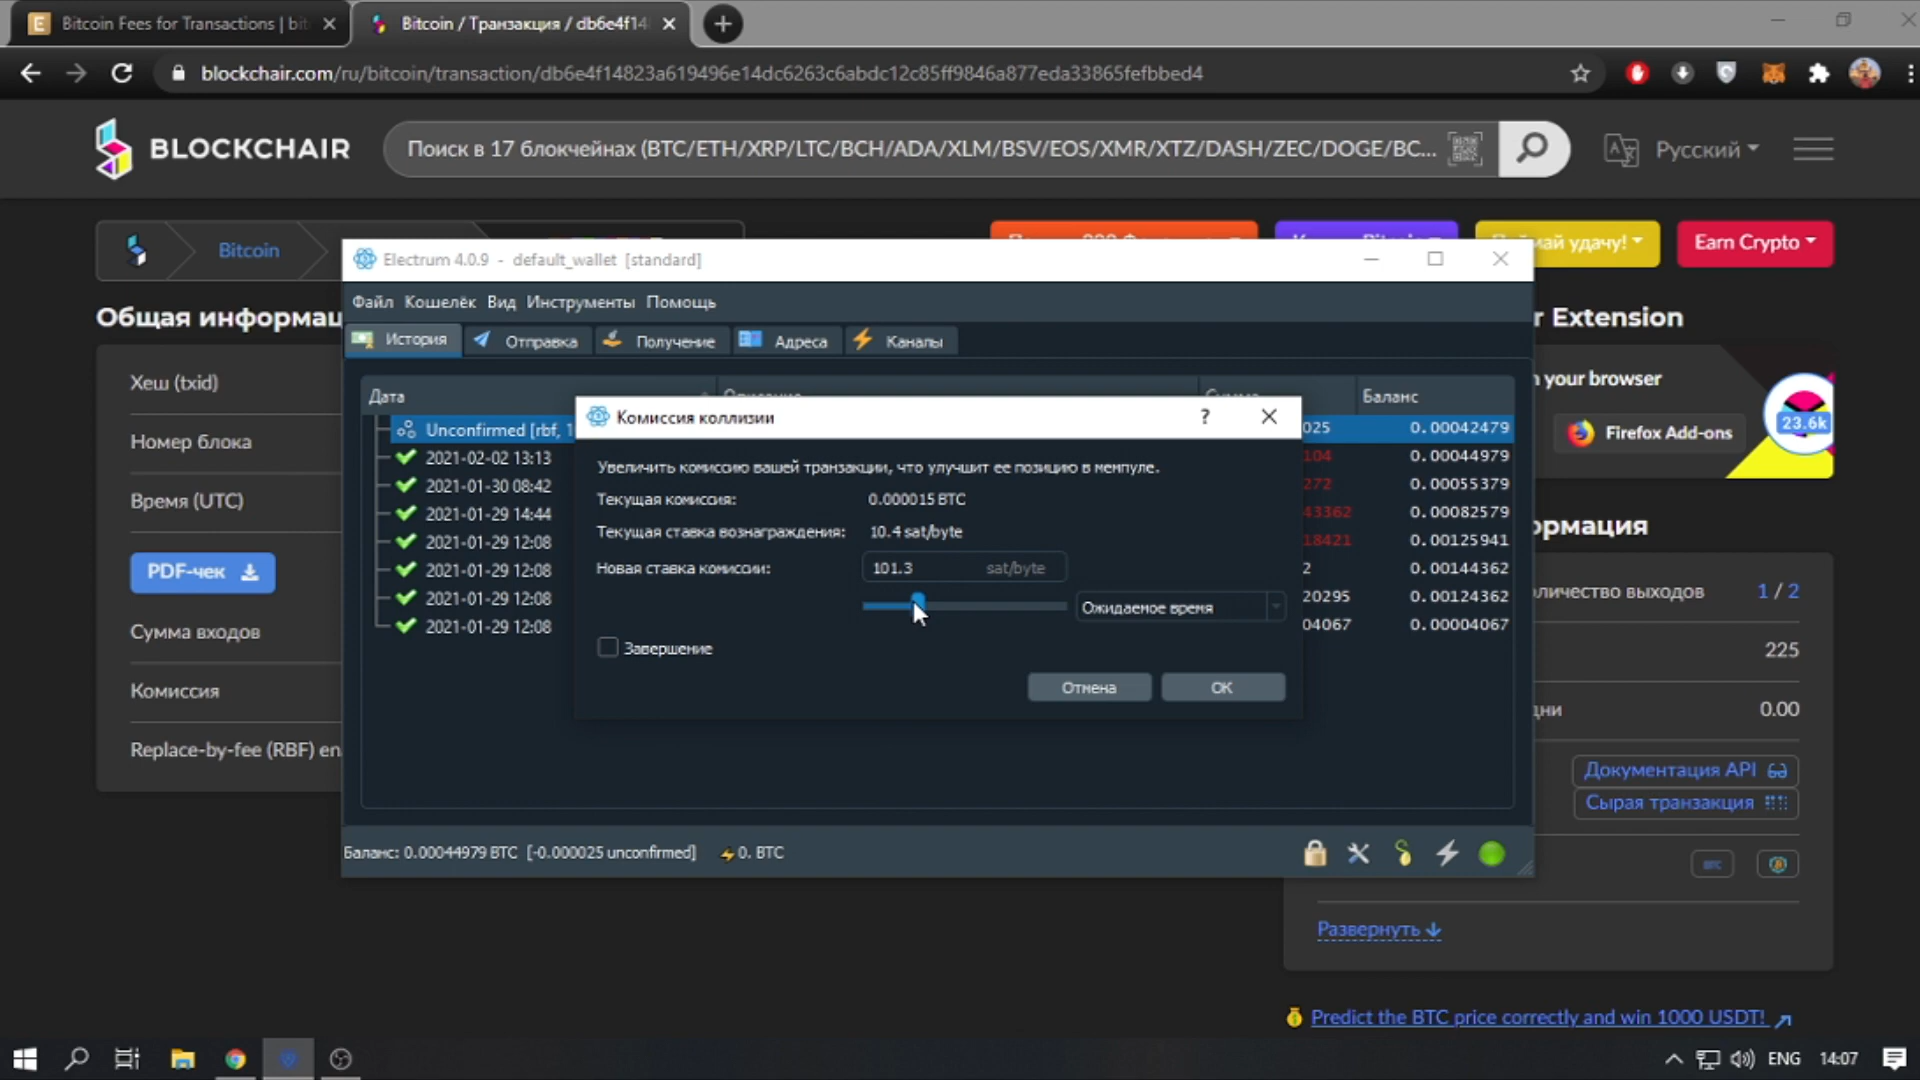 Bitcoin Fees for Transactions | bit
Bitcoin / Транзакция / db6e4f14
blockchair.com/ru/bitcoin/transaction/db6e4f14823a619496e14dc6263c6abdc12c85ff9846a877eda33865fefbbed4
BLOCKCHAIR
Поиск в 17 блокчейнах (BTC/ETH/XRP/LTC/BCH/ADA/XLM/BSV/EOS/XMR/XTZ/DASH/ZEC/DOGE/BC...
Русский
Bitcoin
удачу!
Earn Crypto
Electrum 4.0.9 - default_wallet [standard]
Файл Кошелёк Вид Инструменты Помощь
История Отправка Получение Адреса Каналы
Общая информац
r Extension
Дата
Баланс
your browser
Firefox Add-ons
23.6k
Хеш (txid)
Номер блока
Время (UTC)
PDF-чек
Сумма входов
Комиссия
Replace-by-fee (RBF) en
Unconfirmed [rbf, 1
025 0.00042479
2021-02-02 13:13
104 0.00044979
2021-01-30 08:42
272 0.00055379
2021-01-29 14:44
43362 0.00082579
2021-01-29 12:08
18421 0.00125941
2021-01-29 12:08
2 0.00144362
2021-01-29 12:08
20295 0.00124362
2021-01-29 12:08
04067 0.00004067
Комиссия коллизии
?
Увеличить комиссию вашей транзакции, что улучшит ее позицию в мемпуле.
Текущая комиссия: 0.000015 BTC
Текущая ставка вознаграждения: 10.4 sat/byte
Новая ставка комиссии: 101.3 sat/byte
Ожидаемое время
Завершение
Отмена
OK
Баланс: 0.00044979 BTC [-0.000025 unconfirmed]
0. BTC
ормация
личество выходов 1 / 2
225
дни 0.00
Документация API
Сырая транзакция
Развернуть
Predict the BTC price correctly and win 1000 USDT!
ENG 14:07